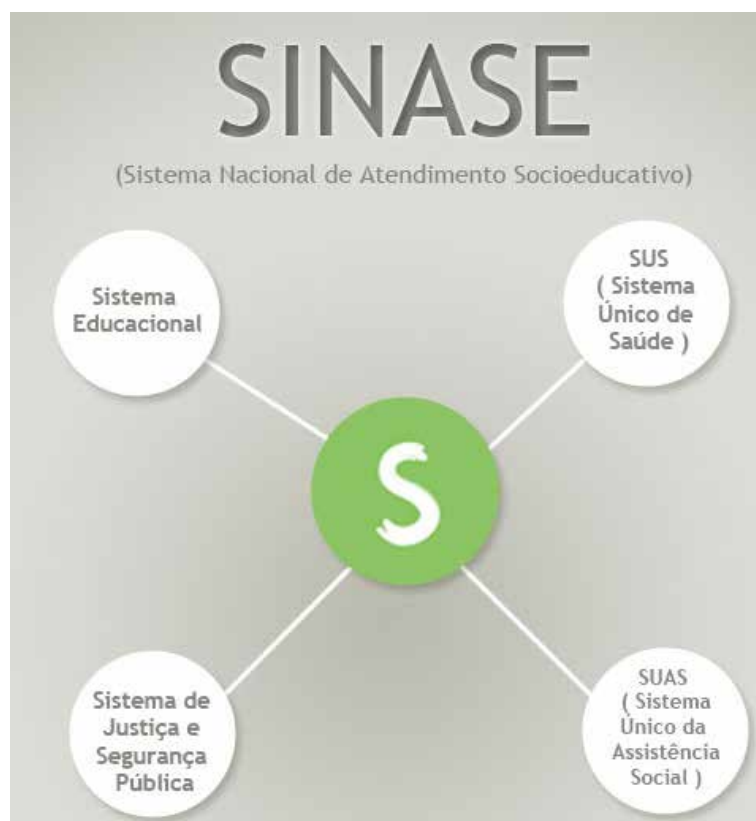 SINASE
(Sistema Nacional de Atendimento Socioeducativo)
Sistema
Educacional
SUS
( Sistema
Único de
Saúde )
S
Sistema de
Justiça e
Segurança
Pública
SUAS
( Sistema
Único da
Assistência
Social )